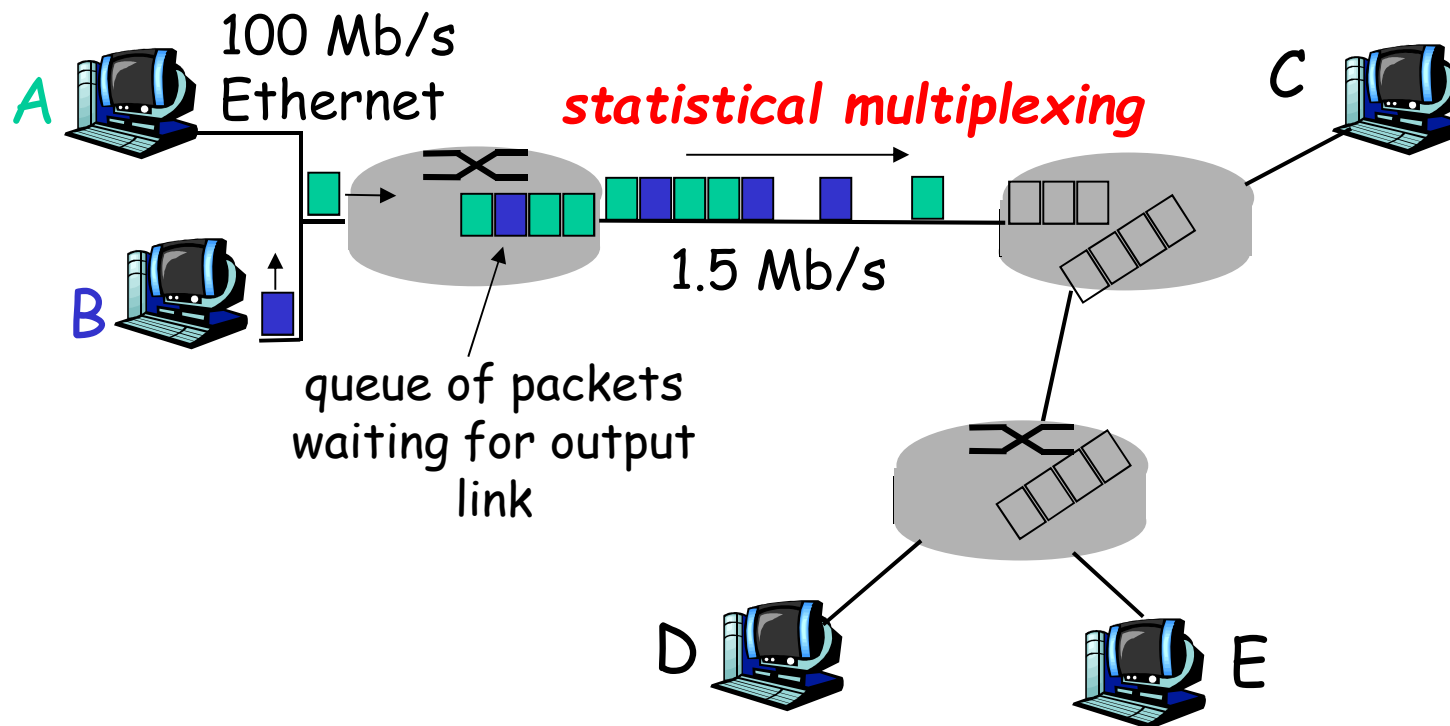 A
100 Mb/s
Ethernet
statistical multiplexing
C
B
1.5 Mb/s
queue of packets
waiting for output
link
D
E